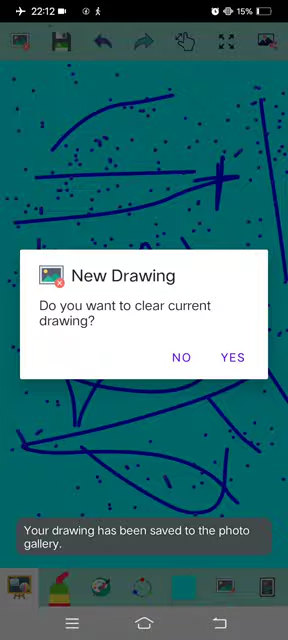 22:12
15%
New Drawing
Do you want to clear current
drawing?
NO
YES
Your drawing has been saved to the photo
gallery.